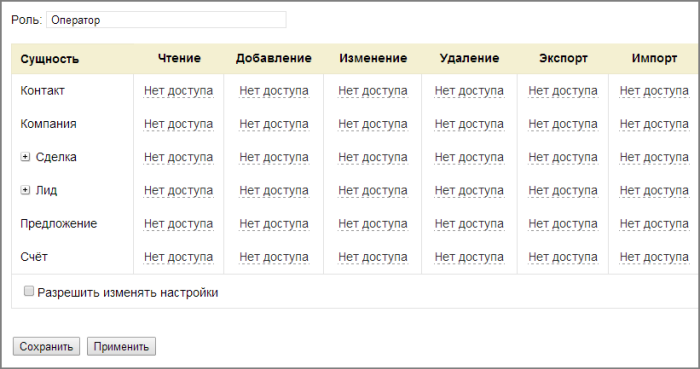 Роль: Оператор
Сущность Чтение Добавление Изменение Удаление Экспорт Импорт
Контакт Нет доступа Нет доступа Нет доступа Нет доступа Нет доступа Нет доступа
Компания Нет доступа Нет доступа Нет доступа Нет доступа Нет доступа Нет доступа
Сделка Нет доступа Нет доступа Нет доступа Нет доступа Нет доступа Нет доступа
Лид Нет доступа Нет доступа Нет доступа Нет доступа Нет доступа Нет доступа
Предложение Нет доступа Нет доступа Нет доступа Нет доступа Нет доступа Нет доступа
Счёт Нет доступа Нет доступа Нет доступа Нет доступа Нет доступа Нет доступа
Разрешить изменять настройки
Сохранить Применить